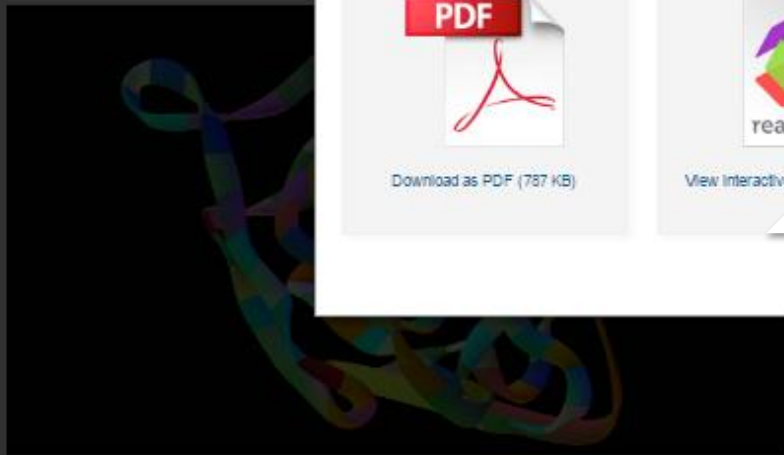 PDF
rea
Download as PDF (787 KB)
View Interactiv